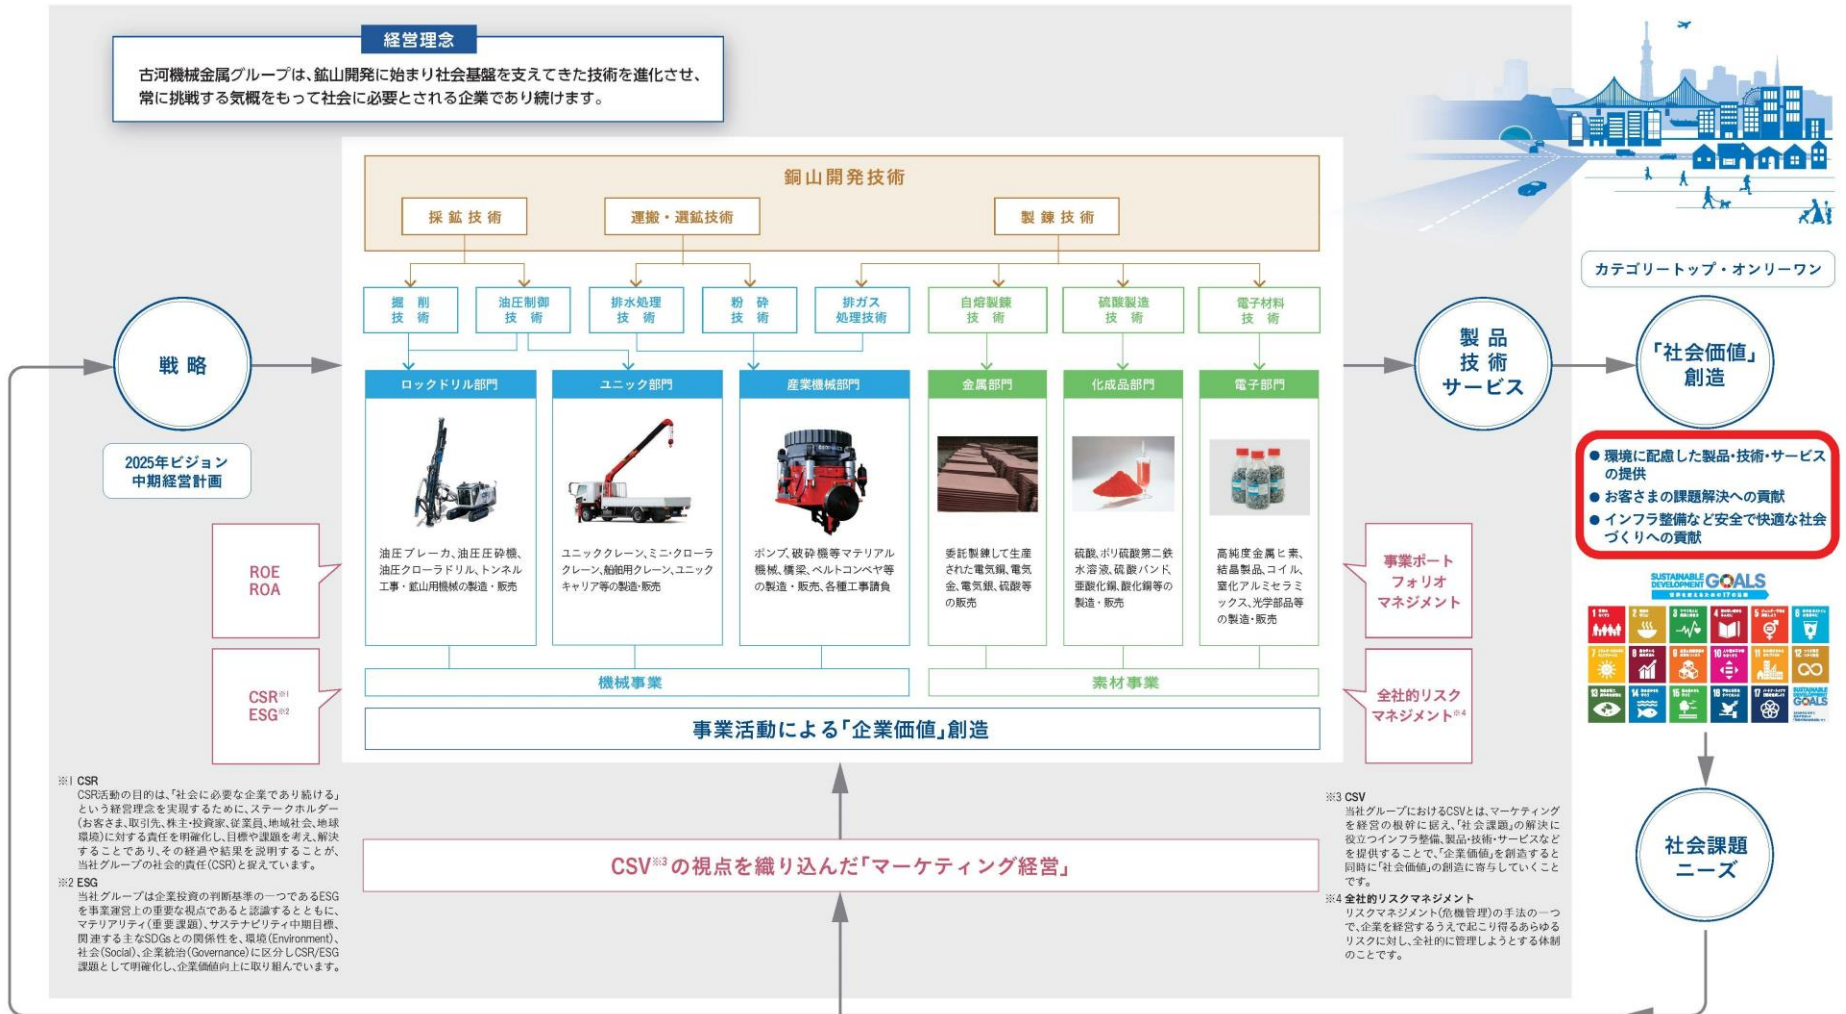 経営理念
古河機械金属グループは、鉱山開発に始まり社会基盤を支えてきた技術を進化させ、
常に挑戦する気概をもって社会に必要とされる企業であり続けます。
銅山開発技術
採鉱技術
運搬・選鉱技術
製錬技術
掘削
技術
油圧制御
技術
排水処理
技術
粉砕
技術
排ガス
処理技術
自熔製錬
技術
硫酸製造
技術
電子材料
技術
戦略
2025年ビジョン
中期経営計画
ロックドリル部門
油圧ブレーカ、油圧圧砕機、
油圧クローラドリル、トンネル
工事・鉱山用機械の製造・販売
ユニック部門
ユニッククレーン、ミニ・クローラ
クレーン、船舶用クレーン、ユニック
キャリア等の製造・販売
産業機械部門
ポンプ、破砕機等マテリアル
機械、橋梁、ベルトコンベヤ等
の製造・販売、各種工事請負
金属部門
委託製錬して生産
された電気銅、電気
金、電気銀、硫酸等
の販売
化成品部門
硫酸、ポリ硫酸第二鉄
水溶液、硫酸バンド、
亜酸化銅、酸化銅等の
製造・販売
電子部門
高純度金属ヒ素、
結晶製品、コイル、
窒化アルミセラミ
ックス、光学部品等
の製造・販売
機械事業
素材事業
事業活動による「企業価値」創造
ROE
ROA
CSR※1
ESG※2
事業ポート
フォリオ
マネジメント
全社的リスク
マネジメント※4
CSV※3の視点を織り込んだ「マーケティング経営」
製品
技術
サービス
カテゴリートップ・オンリーワン
「社会価値」
創造
● 環境に配慮した製品・技術・サービス
の提供
● お客さまの課題解決への貢献
● インフラ整備など安全で快適な社会
づくりへの貢献
SUSTAINABLE
DEVELOPMENT GOALS
世界を変えるための17の目標
1
2
3
4
5
6
7
8
9
10
11
12
13
14
15
16
17
SUSTAINABLE
DEVELOPMENT
GOALS
社会課題
ニーズ
※1 CSR
CSR活動の目的は、「社会に必要な企業であり続ける」
という経営理念を実現するために、ステークホルダー
(お客さま、取引先、株主・投資家、従業員、地域社会、地球
環境)に対する責任を明確化し、目標や課題を考え、解決
することであり、その経過や結果を説明することが、
当社グループの社会的責任(CSR)と捉えています。
※2 ESG
当社グループは企業投資の判断基準の一つであるESG
を事業運営上の重要な視点であると認識するとともに、
マテリアリティ(重要課題)、サステナビリティ中期目標、
関連する主なSDGsとの関係性を、環境(Environment)、
社会(Social)、企業統治(Governance)に区分しCSR/ESG
課題として明確化し、企業価値向上に取り組んでいます。
※3 CSV
当社グループにおけるCSVとは、マーケティング
を経営の根幹に据え、「社会課題」の解決に
役立つインフラ整備、製品・技術・サービスなど
を提供することで、「企業価値」を創造すると
同時に「社会価値」の創造に寄与していくこと
です。
※4 全社的リスクマネジメント
リスクマネジメント(危機管理)の手法の一つ
で、企業を経営するうえで起こり得るあらゆる
リスクに対し、全社的に管理しようとする体制
のことです。